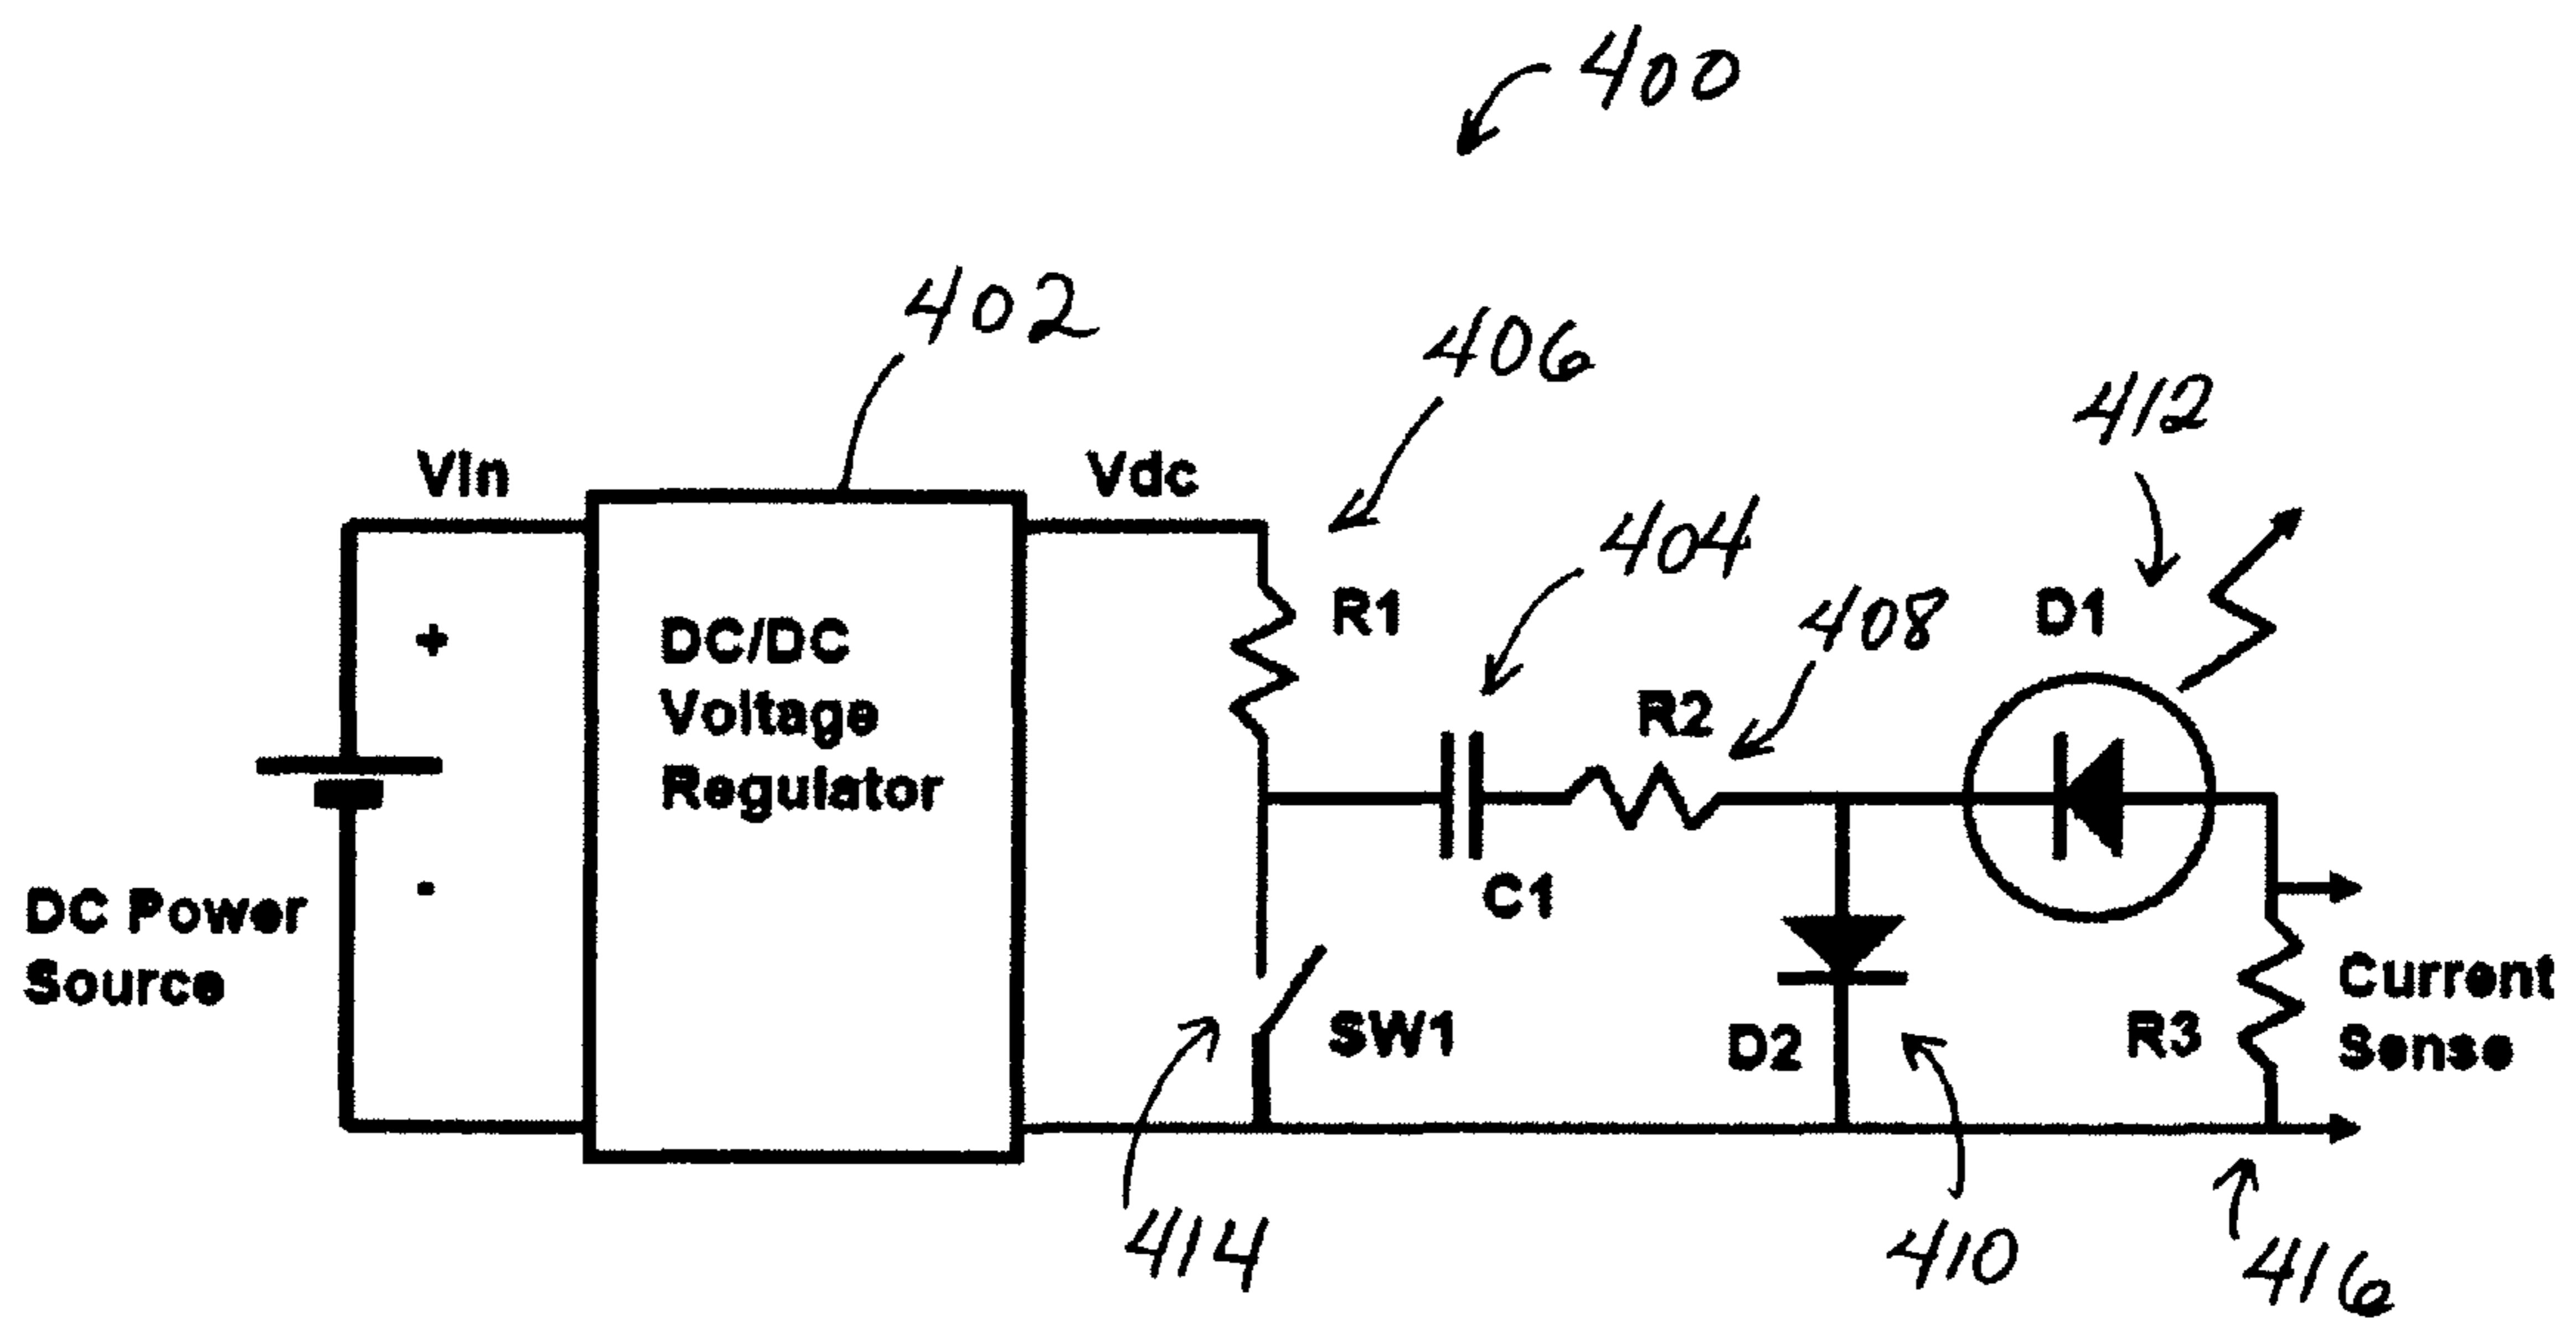 400
402
406
412
Vin
Vdc
404
408
R1
D1
+
DC/DC
Voltage
Regulator
R2
C1
-
DC Power
Source
SW1
D2
R3
Current
Sense
414
410
416